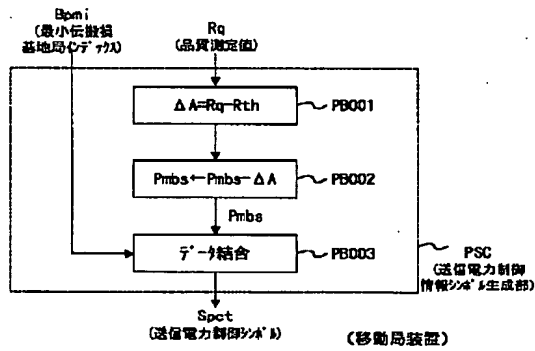 Bpmi
(最小伝搬損
基地局インデックス)
Rq
(品質測定値)
ΔA=Rq-Rth
PB001
Pmbs←Pmbs-ΔA
PB002
Pmbs
データ結合
PB003
PSC
(送信電力制御
情報シンボル生成部)
Spct
(送信電力制御シンボル)
(移動局装置)